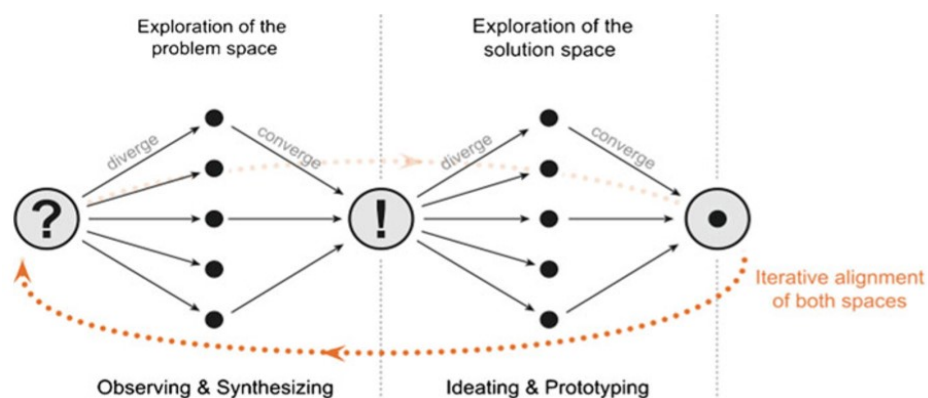 Exploration of the
problem space
Exploration of the
solution space
diverge
converge
diverge
converge
?
!
Iterative alignment
of both spaces
Observing & Synthesizing
Ideating & Prototyping